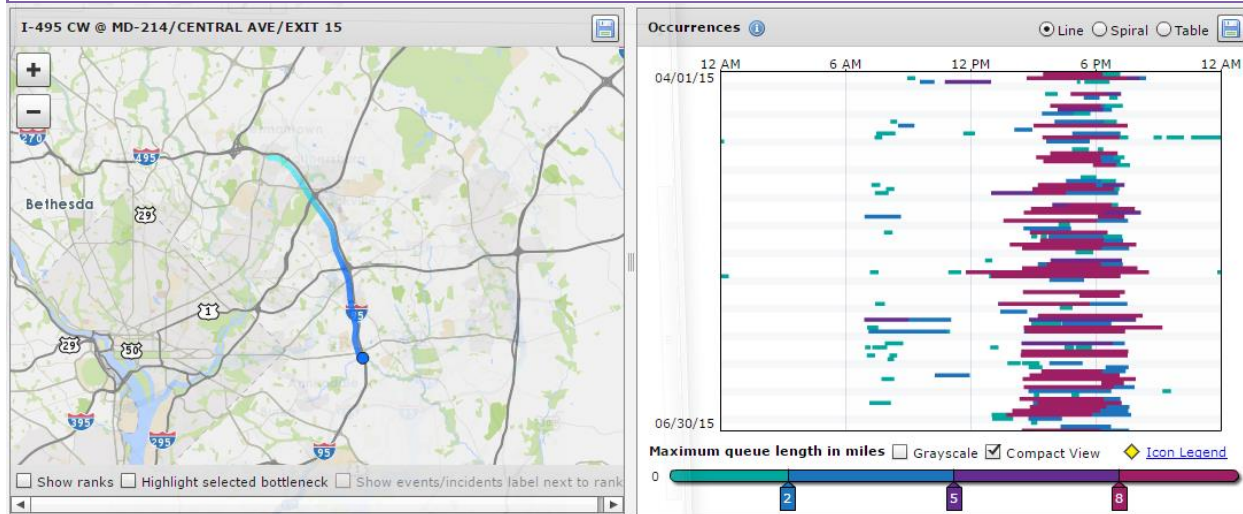 I-495 CW @ MD-214/CENTRAL AVE/EXIT 15
+
−
270
495
Bethesda
29
29
1
29
50
395
295
95
Show ranks
Highlight selected bottleneck
Show events/incidents label next to rank
Occurrences
Line
Spiral
Table
12 AM
6 AM
12 PM
6 PM
12 AM
04/01/15
06/30/15
Maximum queue length in miles
Grayscale
Compact View
Icon Legend
0
2
5
8